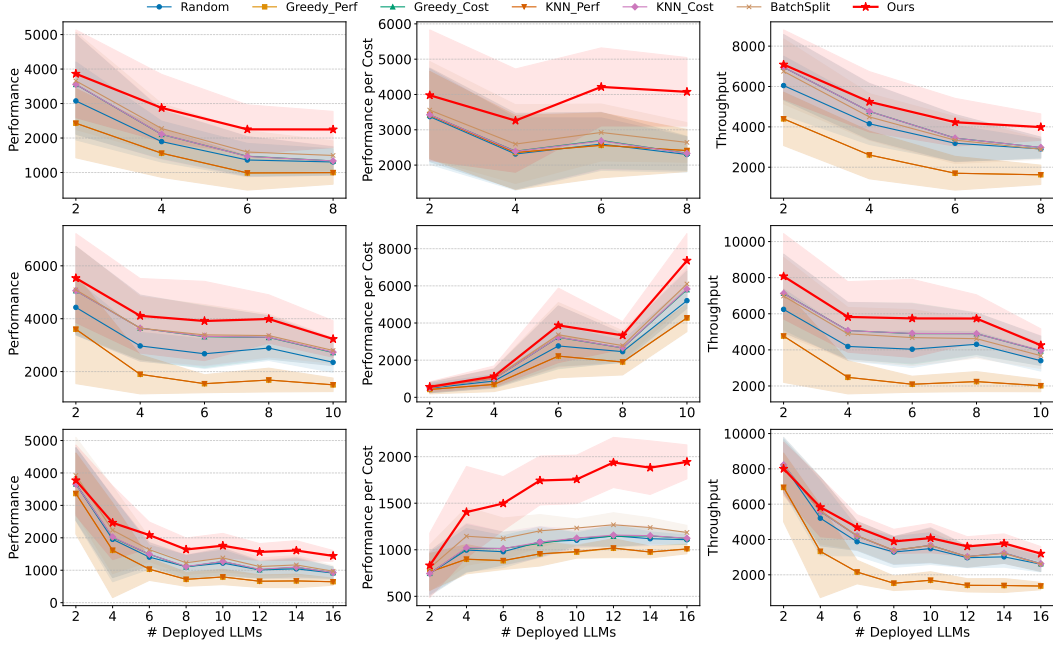 Random Greedy_Perf Greedy_Cost KNN_Perf KNN_Cost BatchSplit Ours
Performance
5000
4000
3000
2000
1000
2 4 6 8
Performance per Cost
6000
5000
4000
3000
2000
2 4 6 8
Throughput
8000
6000
4000
2000
2 4 6 8
Performance
6000
4000
2000
2 4 6 8 10
Performance per Cost
8000
6000
4000
2000
0
2 4 6 8 10
Throughput
10000
8000
6000
4000
2000
2 4 6 8 10
Performance
5000
4000
3000
2000
1000
0
2 4 6 8 10 12 14 16
# Deployed LLMs
Performance per Cost
2000
1500
1000
500
2 4 6 8 10 12 14 16
# Deployed LLMs
Throughput
10000
8000
6000
4000
2000
2 4 6 8 10 12 14 16
# Deployed LLMs